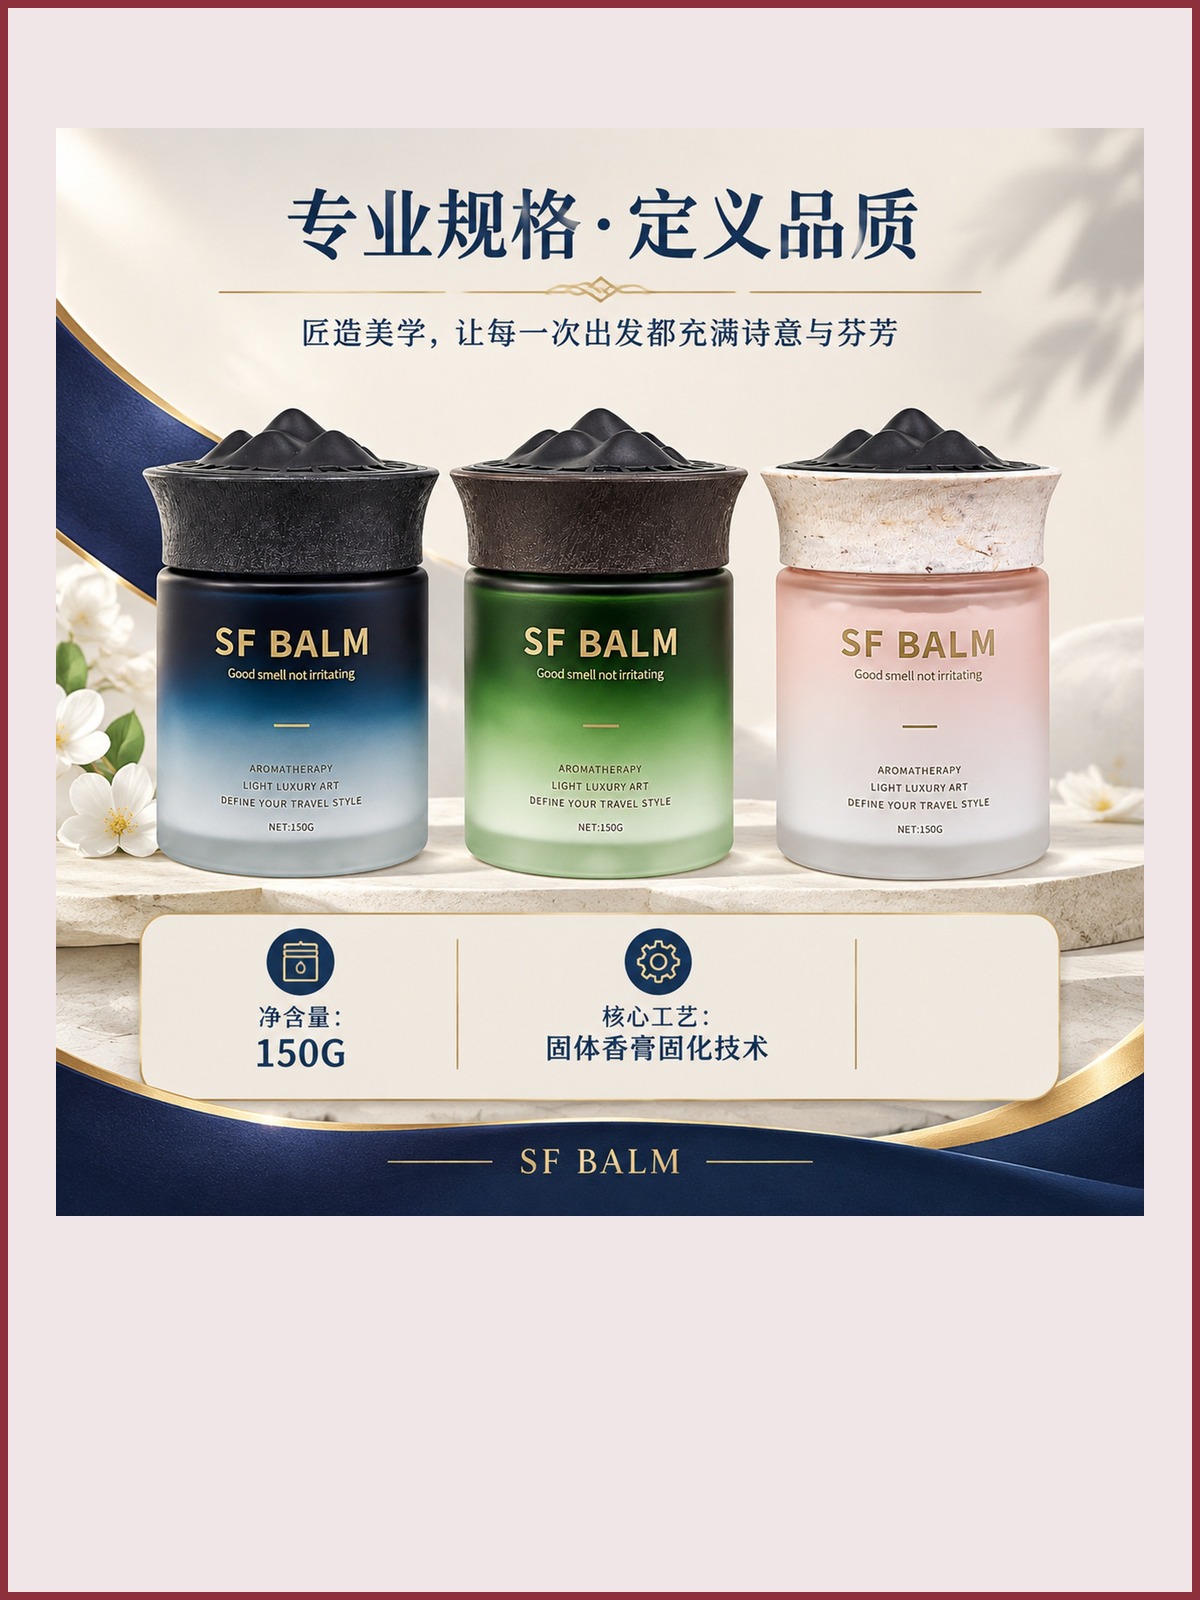 专业规格·定义品质
匠造美学，让每一次出发都充满诗意与芬芳
SF BALM
Good smell not irritating
AROMATHERAPY
LIGHT LUXURY ART
DEFINE YOUR TRAVEL STYLE
NET:150G
SF BALM
Good smell not irritating
AROMATHERAPY
LIGHT LUXURY ART
DEFINE YOUR TRAVEL STYLE
NET:150G
SF BALM
Good smell not irritating
AROMATHERAPY
LIGHT LUXURY ART
DEFINE YOUR TRAVEL STYLE
NET:150G
净含量：
150G
核心工艺：
固体香膏固化技术
SF BALM